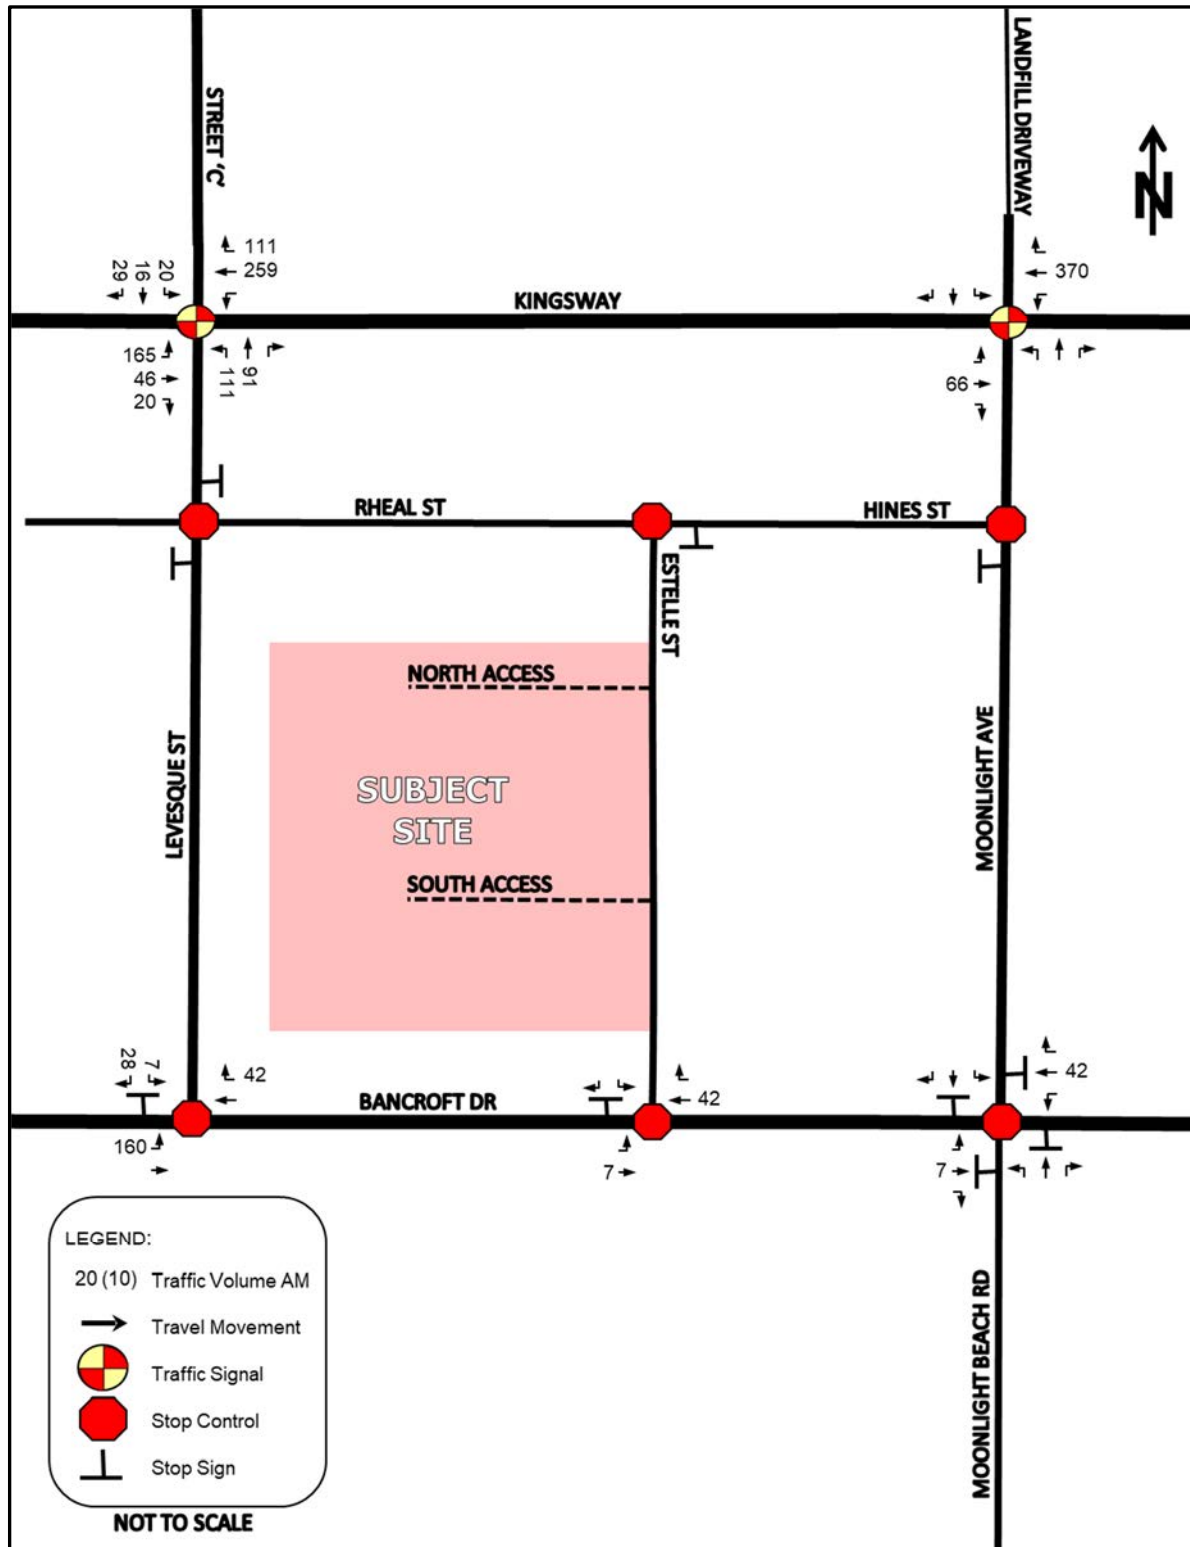 STREET 'C'
LANDFILL DRIVEWAY
N
29
16
20
111
259
370
KINGSWAY
165
46
20
111
91
66
RHEAL ST
HINES ST
ESTELLE ST
NORTH ACCESS
SUBJECT
SITE
SOUTH ACCESS
LEVESQUE ST
MOONLIGHT AVE
28
7
42
BANCROFT DR
42
42
160
7
7
LEGEND:
20 (10) Traffic Volume AM
Travel Movement
Traffic Signal
Stop Control
Stop Sign
NOT TO SCALE
MOONLIGHT BEACH RD